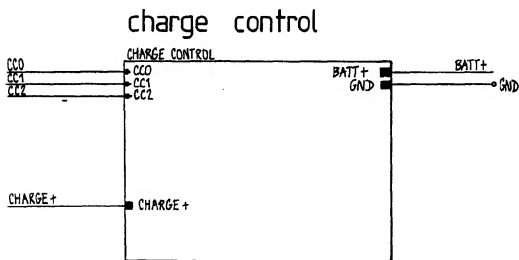 charge control
CHARGE CONTROL
CC0 CC0 BATT+ BATT+
CC1 CC1 GND GND
CC2 CC2
CHARGE+ CHARGE+